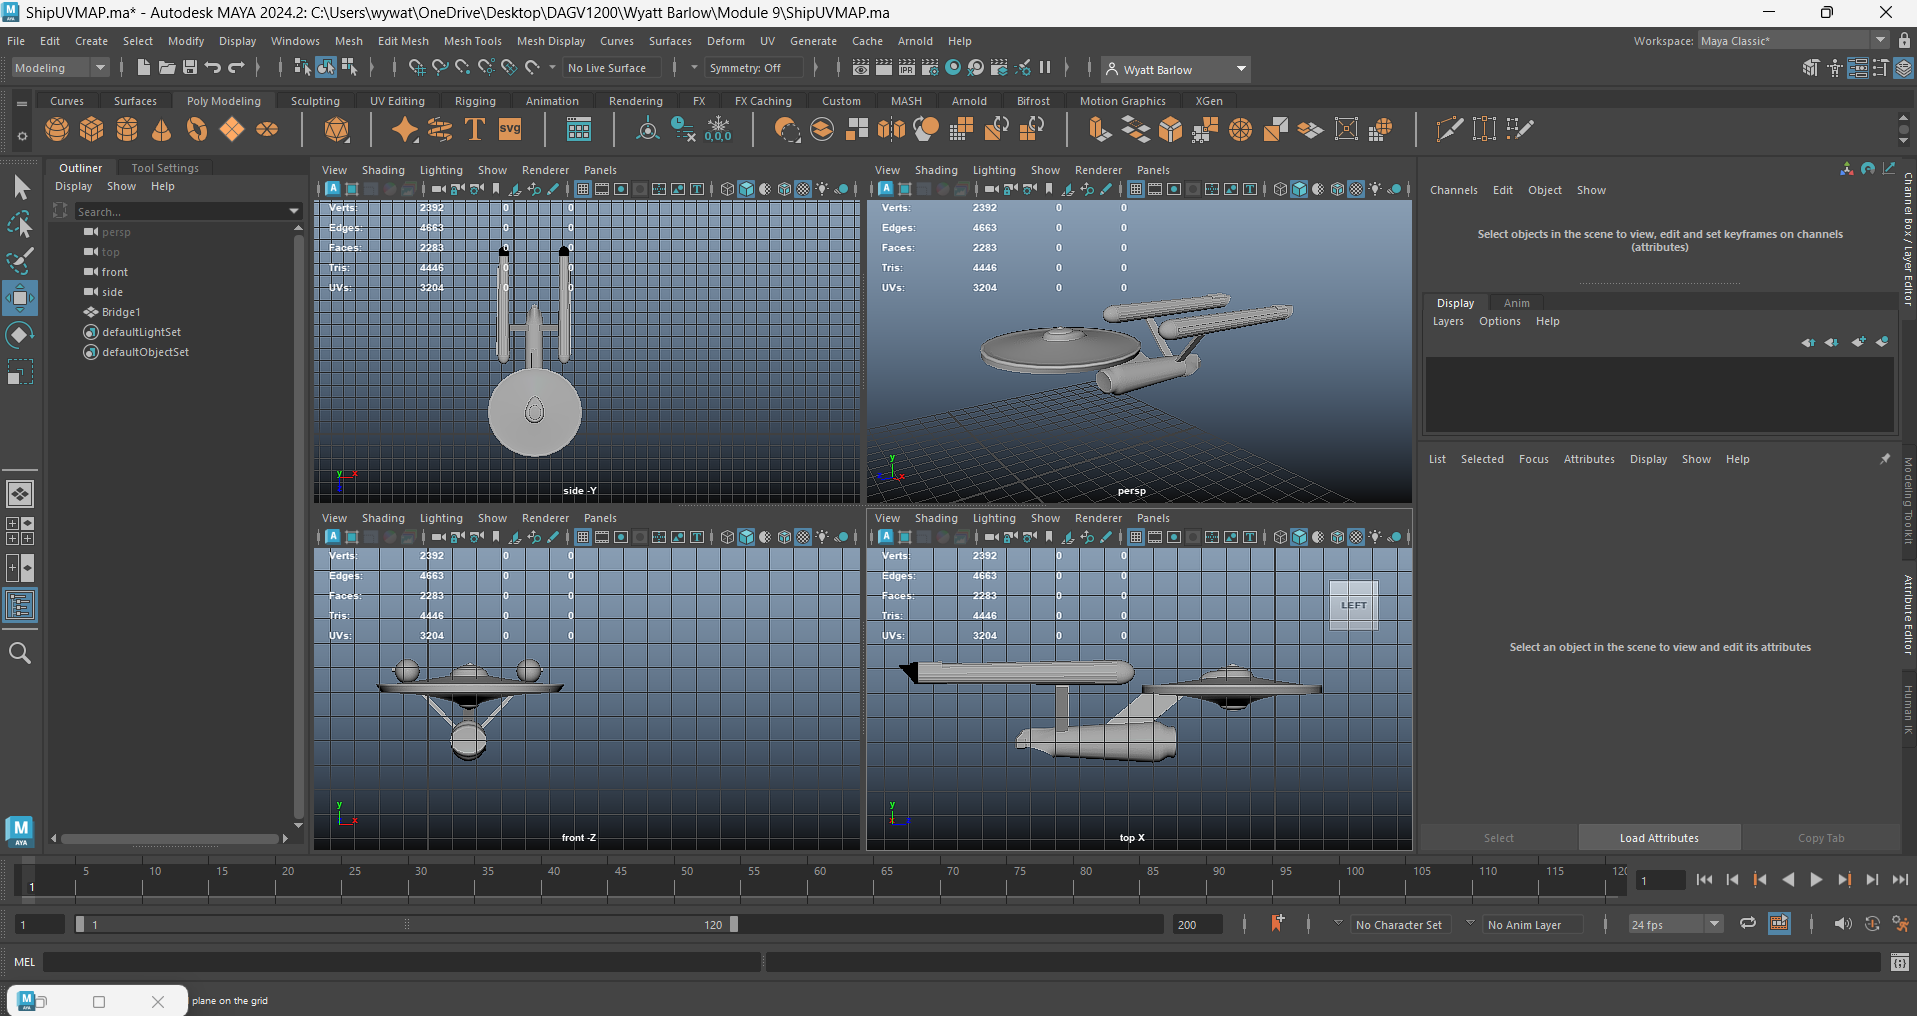 ShipUVMAP.ma* - Autodesk MAYA 2024.2: C:\Users\wywat\OneDrive\Desktop\DAGV1200\Wyatt Barlow\Module 9\ShipUVMAP.ma
File Edit Create Select Modify Display Windows Mesh Edit Mesh Mesh Tools Mesh Display Curves Surfaces Deform UV Generate Cache Arnold Help Workspace: Maya Classic*
Modeling No Live Surface Symmetry: Off IPR Wyatt Barlow
Curves Surfaces Poly Modeling Sculpting UV Editing Rigging Animation Rendering FX FX Caching Custom MASH Arnold Bifrost Motion Graphics XGen
T svg 0,0,0
Outliner Tool Settings
Display Show Help
Search...
persp
top
front
side
Bridge1
defaultLightSet
defaultObjectSet
View Shading Lighting Show Renderer Panels
Verts: 2392 0 0
Edges: 4663 0 0
Faces: 2283 0 0
Tris: 4446 0 0
UVs: 3204 0 0
y x
side -Y
View Shading Lighting Show Renderer Panels
Verts: 2392 0 0
Edges: 4663 0 0
Faces: 2283 0 0
Tris: 4446 0 0
UVs: 3204 0 0
y
x
persp
View Shading Lighting Show Renderer Panels
Verts: 2392 0 0
Edges: 4663 0 0
Faces: 2283 0 0
Tris: 4446 0 0
UVs: 3204 0 0
y
x
front -Z
View Shading Lighting Show Renderer Panels
Verts: 2392 0 0
Edges: 4663 0 0
Faces: 2283 0 0
Tris: 4446 0 0
UVs: 3204 0 0
LEFT
y
top X
Channels Edit Object Show
Select objects in the scene to view, edit and set keyframes on channels
(attributes)
Display Anim
Layers Options Help
List Selected Focus Attributes Display Show Help
Select an object in the scene to view and edit its attributes
Select Load Attributes Copy Tab
Channel Box / Layer Editor
Modeling Toolkit
Attribute Editor
Human IK
M
AYA
5 10 15 20 25 30 35 40 45 50 55 60 65 70 75 80 85 90 95 100 105 110 115 120
1 1
1 1 120 200 No Character Set No Anim Layer 24 fps
MEL
plane on the grid